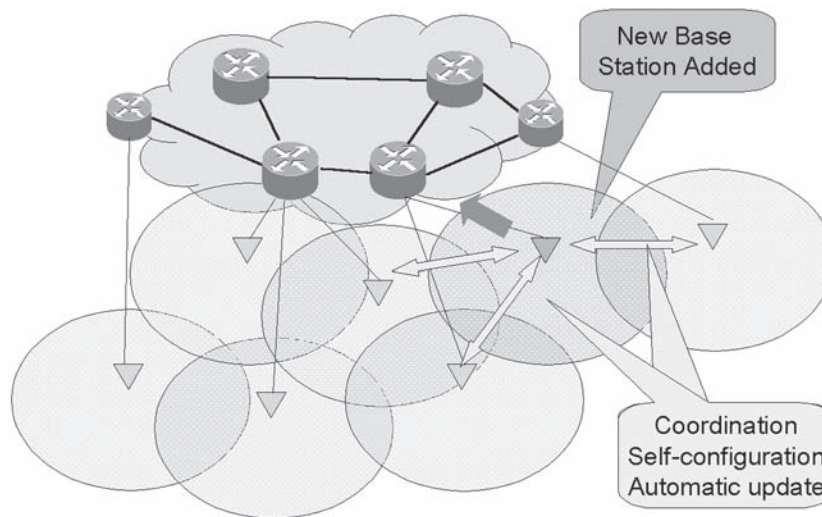 New Base
Station Added
Coordination
Self-configuration
Automatic update